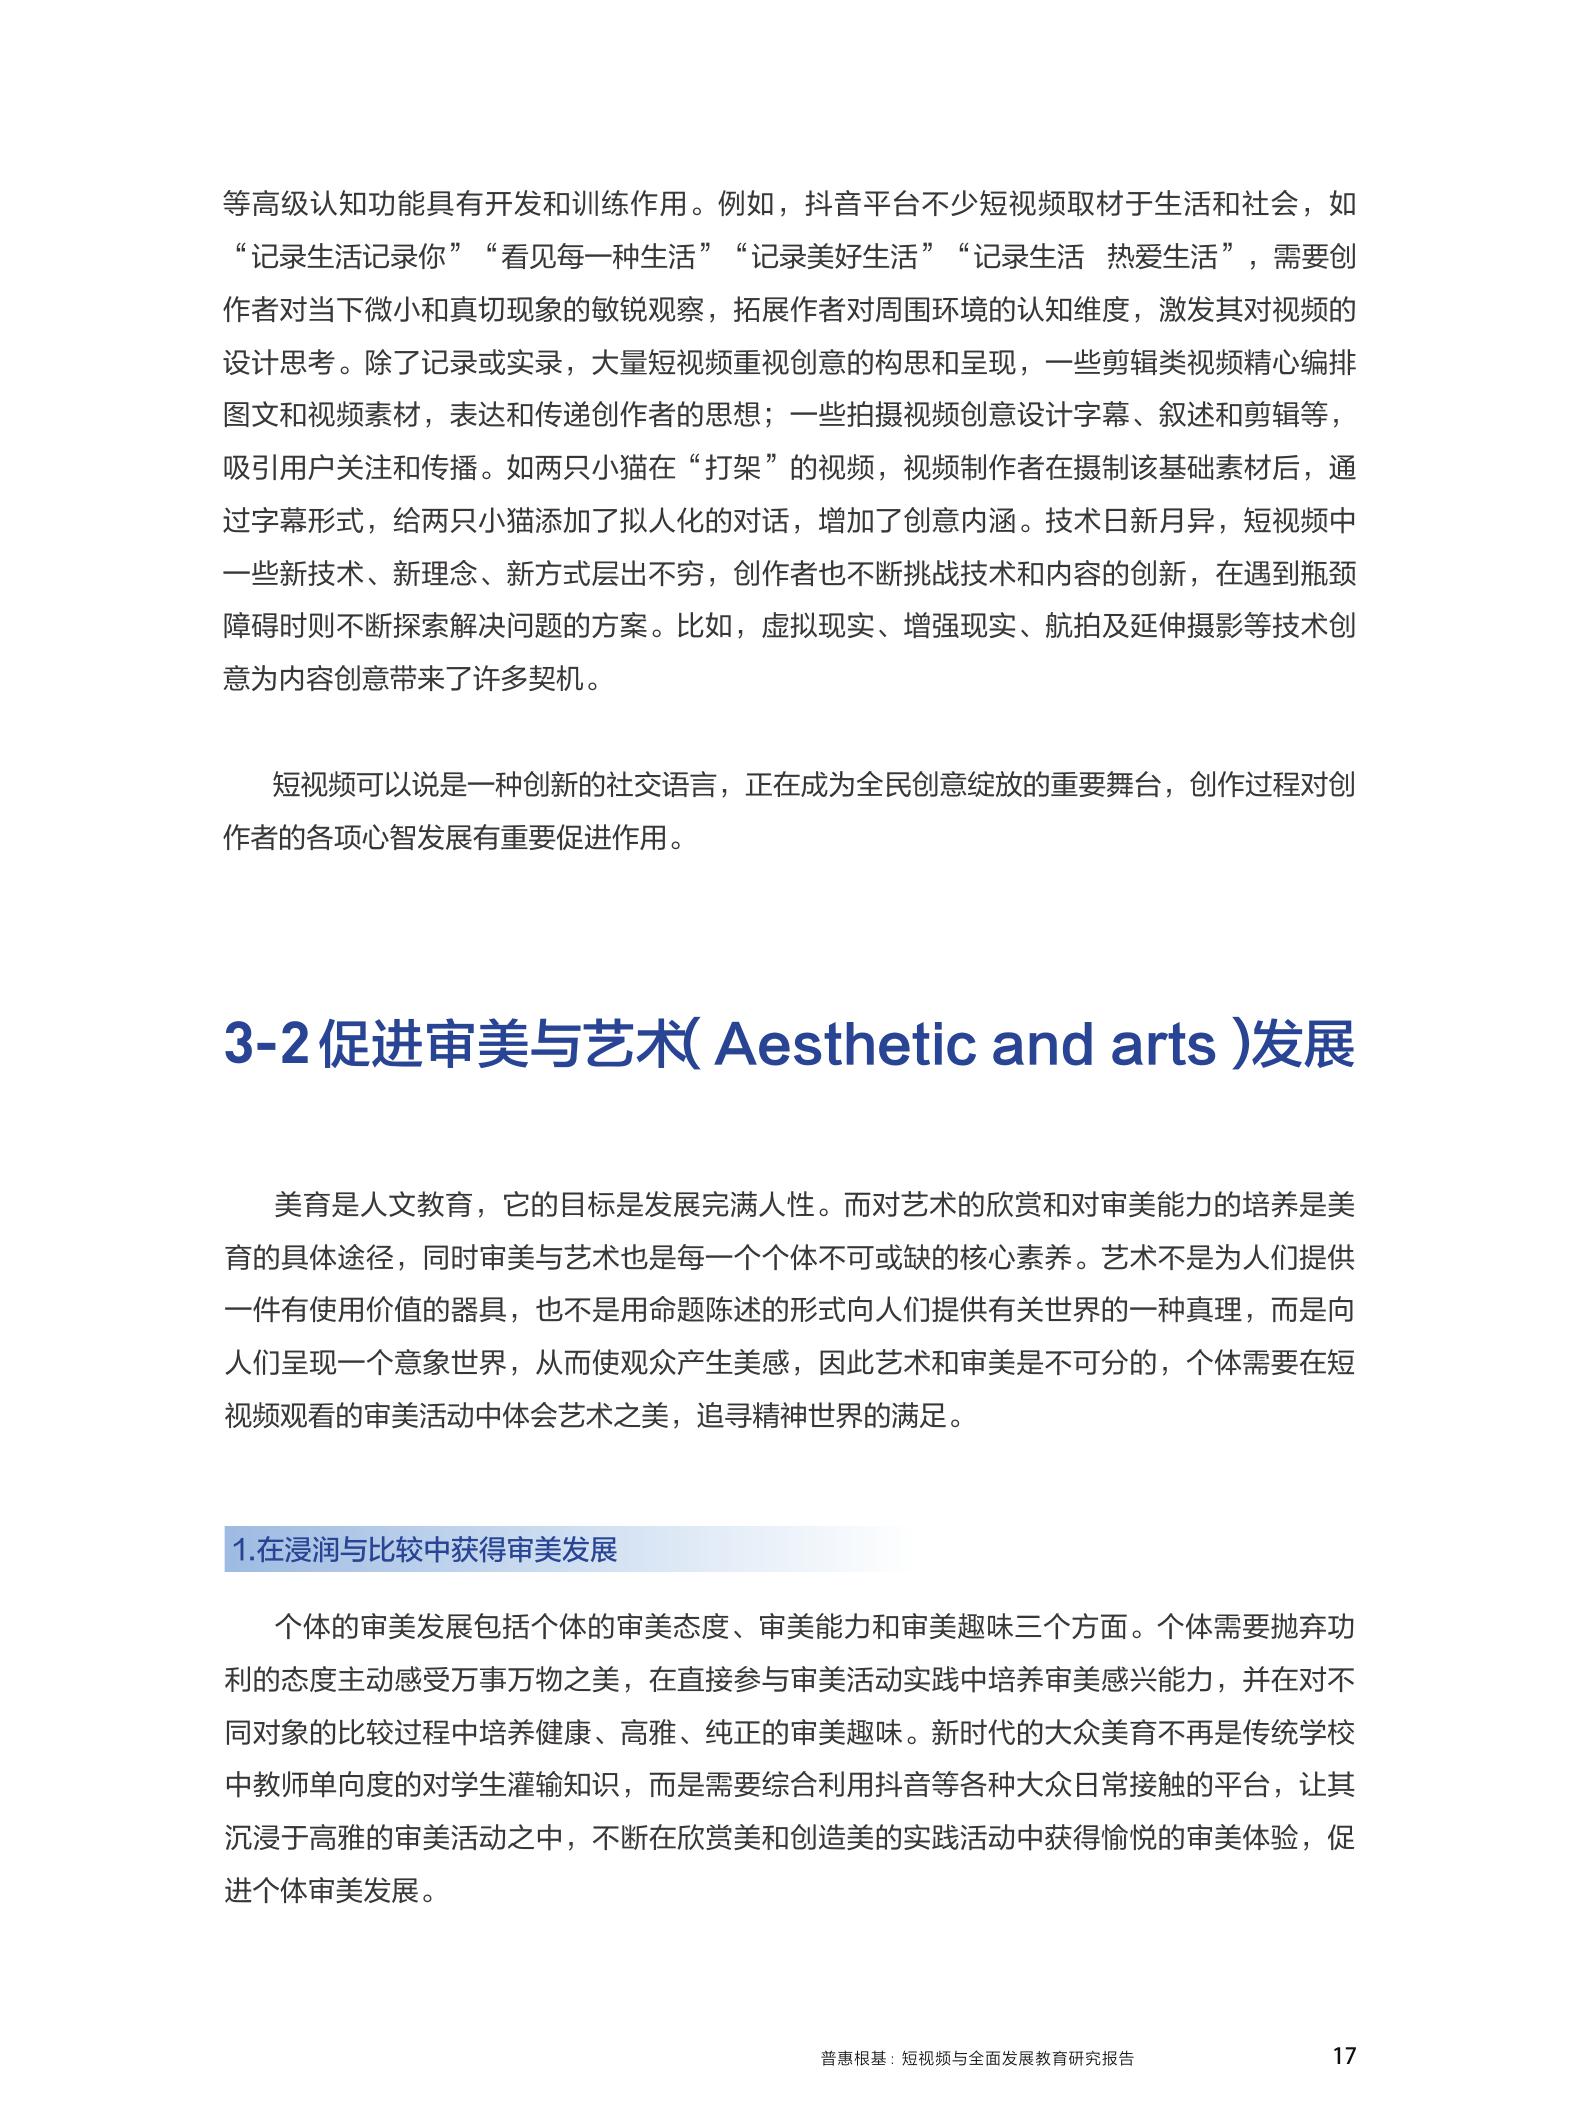 等高级认知功能具有开发和训练作用。例如，抖音平台不少短视频取材于生活和社会，如
“记录生活记录你”“看见每一种生活”“记录美好生活”“记录生活 热爱生活”，需要创
作者对当下微小和真切现象的敏锐观察，拓展作者对周围环境的认知维度，激发其对视频的
设计思考。除了记录或实录，大量短视频重视创意的构思和呈现，一些剪辑类视频精心编排
图文和视频素材，表达和传递创作者的思想；一些拍摄视频创意设计字幕、叙述和剪辑等，
吸引用户关注和传播。如两只小猫在“打架”的视频，视频制作者在摄制该基础素材后，通
过字幕形式，给两只小猫添加了拟人化的对话，增加了创意内涵。技术日新月异，短视频中
一些新技术、新理念、新方式层出不穷，创作者也不断挑战技术和内容的创新，在遇到瓶颈
障碍时则不断探索解决问题的方案。比如，虚拟现实、增强现实、航拍及延伸摄影等技术创
意为内容创意带来了许多契机。
短视频可以说是一种创新的社交语言，正在成为全民创意绽放的重要舞台，创作过程对创
作者的各项心智发展有重要促进作用。
3-2促进审美与艺术（Aesthetic and arts）发展
美育是人文教育，它的目标是发展完满人性。而对艺术的欣赏和对审美能力的培养是美
育的具体途径，同时审美与艺术也是每一个个体不可或缺的核心素养。艺术不是为人们提供
一件有使用价值的器具，也不是用命题陈述的形式向人们提供有关世界的一种真理，而是向
人们呈现一个意象世界，从而使观众产生美感，因此艺术和审美是不可分的，个体需要在短
视频观看的审美活动中体会艺术之美，追寻精神世界的满足。
1.在浸润与比较中获得审美发展
个体的审美发展包括个体的审美态度、审美能力和审美趣味三个方面。个体需要抛弃功
利的态度主动感受万事万物之美，在直接参与审美活动实践中培养审美感兴能力，并在对不
同对象的比较过程中培养健康、高雅、纯正的审美趣味。新时代的大众美育不再是传统学校
中教师单向度的对学生灌输知识，而是需要综合利用抖音等各种大众日常接触的平台，让其
沉浸于高雅的审美活动之中，不断在欣赏美和创造美的实践活动中获得愉悦的审美体验，促
进个体审美发展。
普惠根基：短视频与全面发展教育研究报告 17